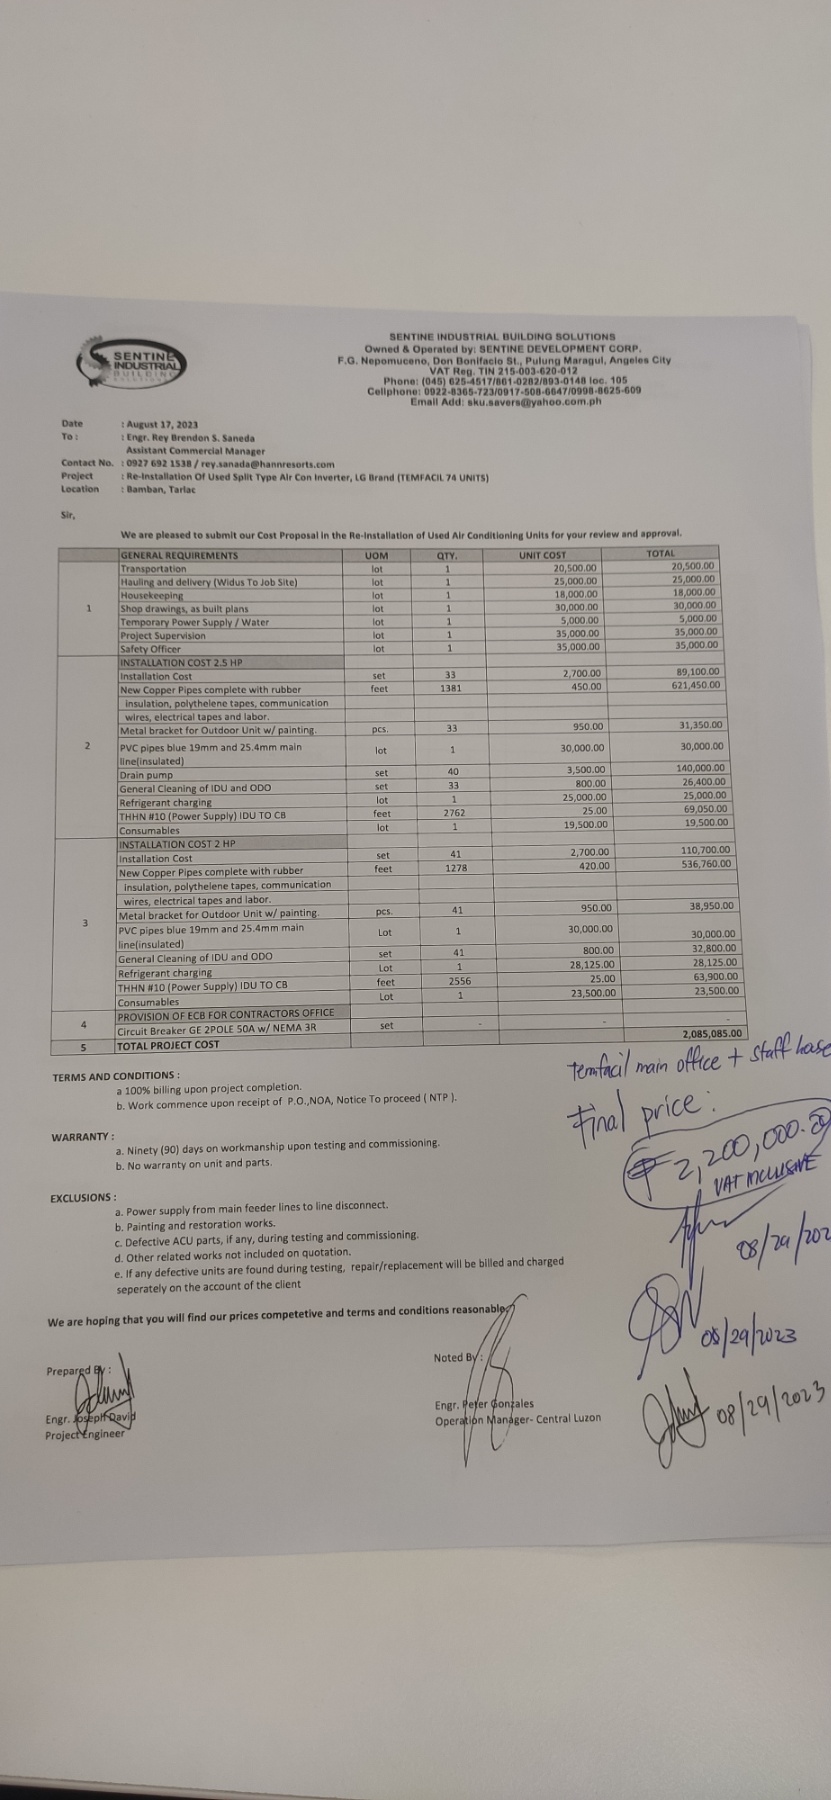 SENTINE
INDUSTRIAL
BUILDING
SENTINE INDUSTRIAL BUILDING SOLUTIONS
Owned & Operated by: SENTINE DEVELOPMENT CORP.
F.G. Nepomuceno, Don Bonifacio St., Pulung Maragul, Angeles City
VAT Reg. TIN 215-003-620-012
Phone: (045) 625-4517/861-0282/893-0148 loc. 105
Cellphone: 0922-8365-723/0917-508-6647/0998-8625-609
Email Add: sku.savers@yahoo.com.ph
Date : August 17, 2023
To : : Engr. Rey Brendon S. Saneda
Assistant Commercial Manager
Contact No. : 0927 692 1538 / rey.sanada@hannresorts.com
Project : Re-Installation Of Used Split Type Air Con Inverter, LG Brand (TEMFACIL 74 UNITS)
Location : Bamban, Tarlac
Sir,
We are pleased to submit our Cost Proposal in the Re-Installation of Used Air Conditioning Units for your review and approval.
GENERAL REQUIREMENTS UOM QTY. UNIT COST TOTAL
Transportation lot 1 20,500.00 20,500.00
Hauling and delivery (Widus To Job Site) lot 1 25,000.00 25,000.00
Housekeeping lot 1 18,000.00 18,000.00
1 Shop drawings, as built plans lot 1 30,000.00 30,000.00
Temporary Power Supply / Water lot 1 5,000.00 5,000.00
Project Supervision lot 1 35,000.00 35,000.00
Safety Officer lot 1 35,000.00 35,000.00
INSTALLATION COST 2.5 HP
Installation Cost set 33 2,700.00 89,100.00
New Copper Pipes complete with rubber feet 1381 450.00 621,450.00
insulation, polythelene tapes, communication
wires, electrical tapes and labor.
Metal bracket for Outdoor Unit w/ painting. pcs. 33 950.00 31,350.00
2 PVC pipes blue 19mm and 25.4mm main lot 1 30,000.00 30,000.00
line(insulated)
Drain pump set 40 3,500.00 140,000.00
General Cleaning of IDU and ODO set 33 800.00 26,400.00
Refrigerant charging lot 1 25,000.00 25,000.00
THHN #10 (Power Supply) IDU TO CB feet 2762 25.00 69,050.00
Consumables lot 1 19,500.00 19,500.00
INSTALLATION COST 2 HP
Installation Cost set 41 2,700.00 110,700.00
New Copper Pipes complete with rubber feet 1278 420.00 536,760.00
insulation, polythelene tapes, communication
wires, electrical tapes and labor.
Metal bracket for Outdoor Unit w/ painting. pcs. 41 950.00 38,950.00
3 PVC pipes blue 19mm and 25.4mm main Lot 1 30,000.00 30,000.00
line(insulated)
General Cleaning of IDU and ODO set 41 800.00 32,800.00
Refrigerant charging Lot 1 28,125.00 28,125.00
THHN #10 (Power Supply) IDU TO CB feet 2556 25.00 63,900.00
Consumables Lot 1 23,500.00 23,500.00
PROVISION OF ECB FOR CONTRACTORS OFFICE
4 Circuit Breaker GE 2POLE 50A w/ NEMA 3R set - - -
5 TOTAL PROJECT COST 2,085,085.00
TERMS AND CONDITIONS :
a 100% billing upon project completion.
b. Work commence upon receipt of P.O.,NOA, Notice To proceed ( NTP ).
Temfacil main office + staff hase
Final price:
₱ 2,200,000.00
VAT INCLUSIVE
08/29/202
08/29/2023
08/29/2023
WARRANTY :
a. Ninety (90) days on workmanship upon testing and commissioning.
b. No warranty on unit and parts.
EXCLUSIONS :
a. Power supply from main feeder lines to line disconnect.
b. Painting and restoration works.
c. Defective ACU parts, if any, during testing and commissioning.
d. Other related works not included on quotation.
e. If any defective units are found during testing, repair/replacement will be billed and charged
seperately on the account of the client
We are hoping that you will find our prices competetive and terms and conditions reasonable.
Prepared By :
Engr. Joseph David
Project Engineer
Noted By :
Engr. Peter Gonzales
Operation Manager- Central Luzon